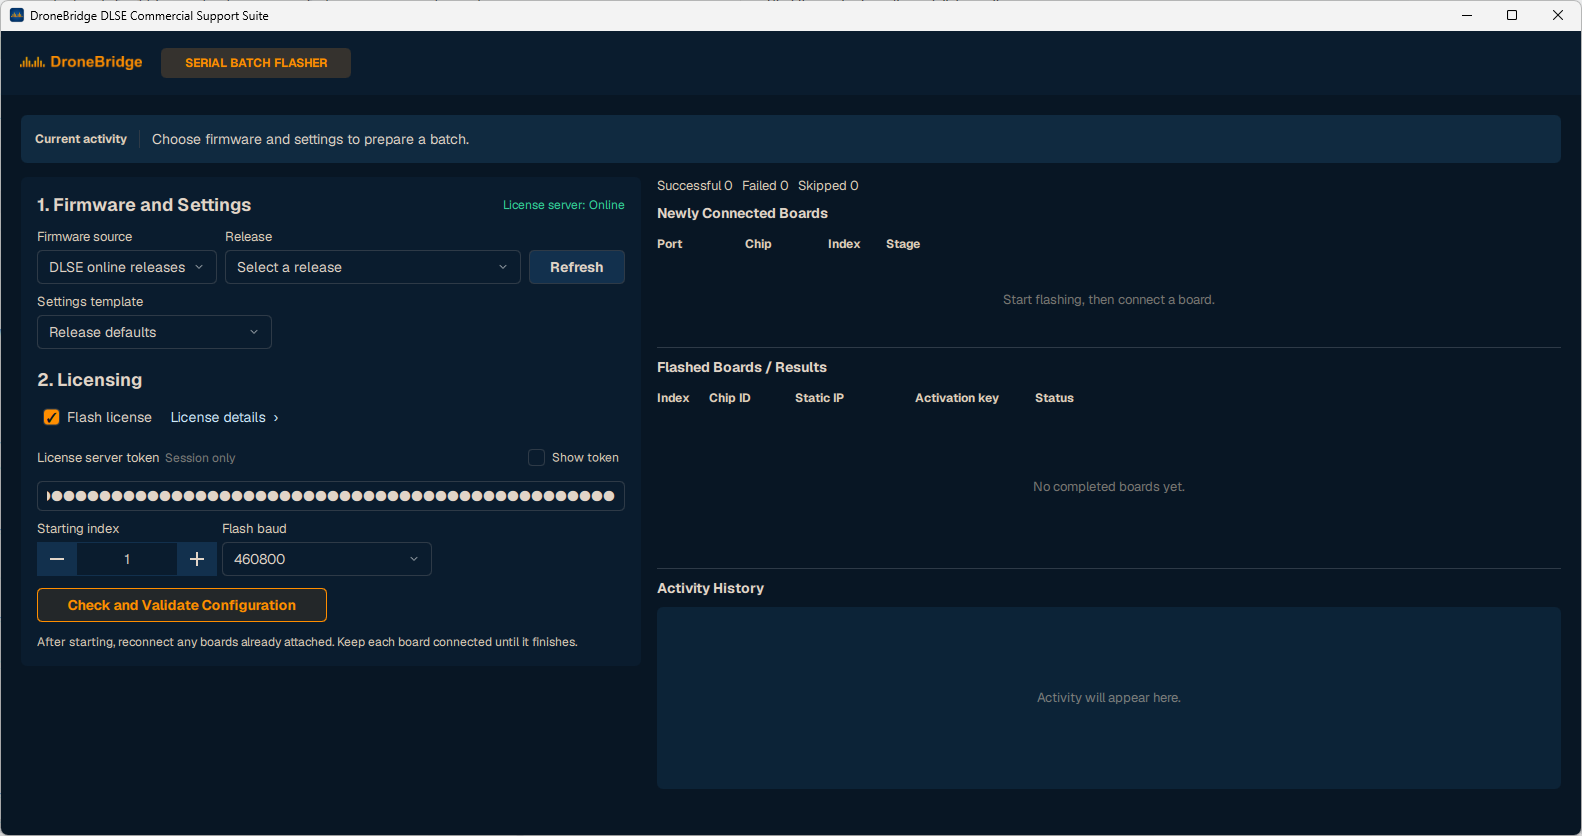 DroneBridge DLSE Commercial Support Suite
DroneBridge
SERIAL BATCH FLASHER
Current activity
Choose firmware and settings to prepare a batch.
1. Firmware and Settings
License server: Online
Firmware source
Release
DLSE online releases
Select a release
Refresh
Settings template
Release defaults
2. Licensing
Flash license
License details ›
License server token Session only
Show token
Starting index
Flash baud
1
460800
Check and Validate Configuration
After starting, reconnect any boards already attached. Keep each board connected until it finishes.
Successful 0 Failed 0 Skipped 0
Newly Connected Boards
Port Chip Index Stage
Start flashing, then connect a board.
Flashed Boards / Results
Index Chip ID Static IP Activation key Status
No completed boards yet.
Activity History
Activity will appear here.